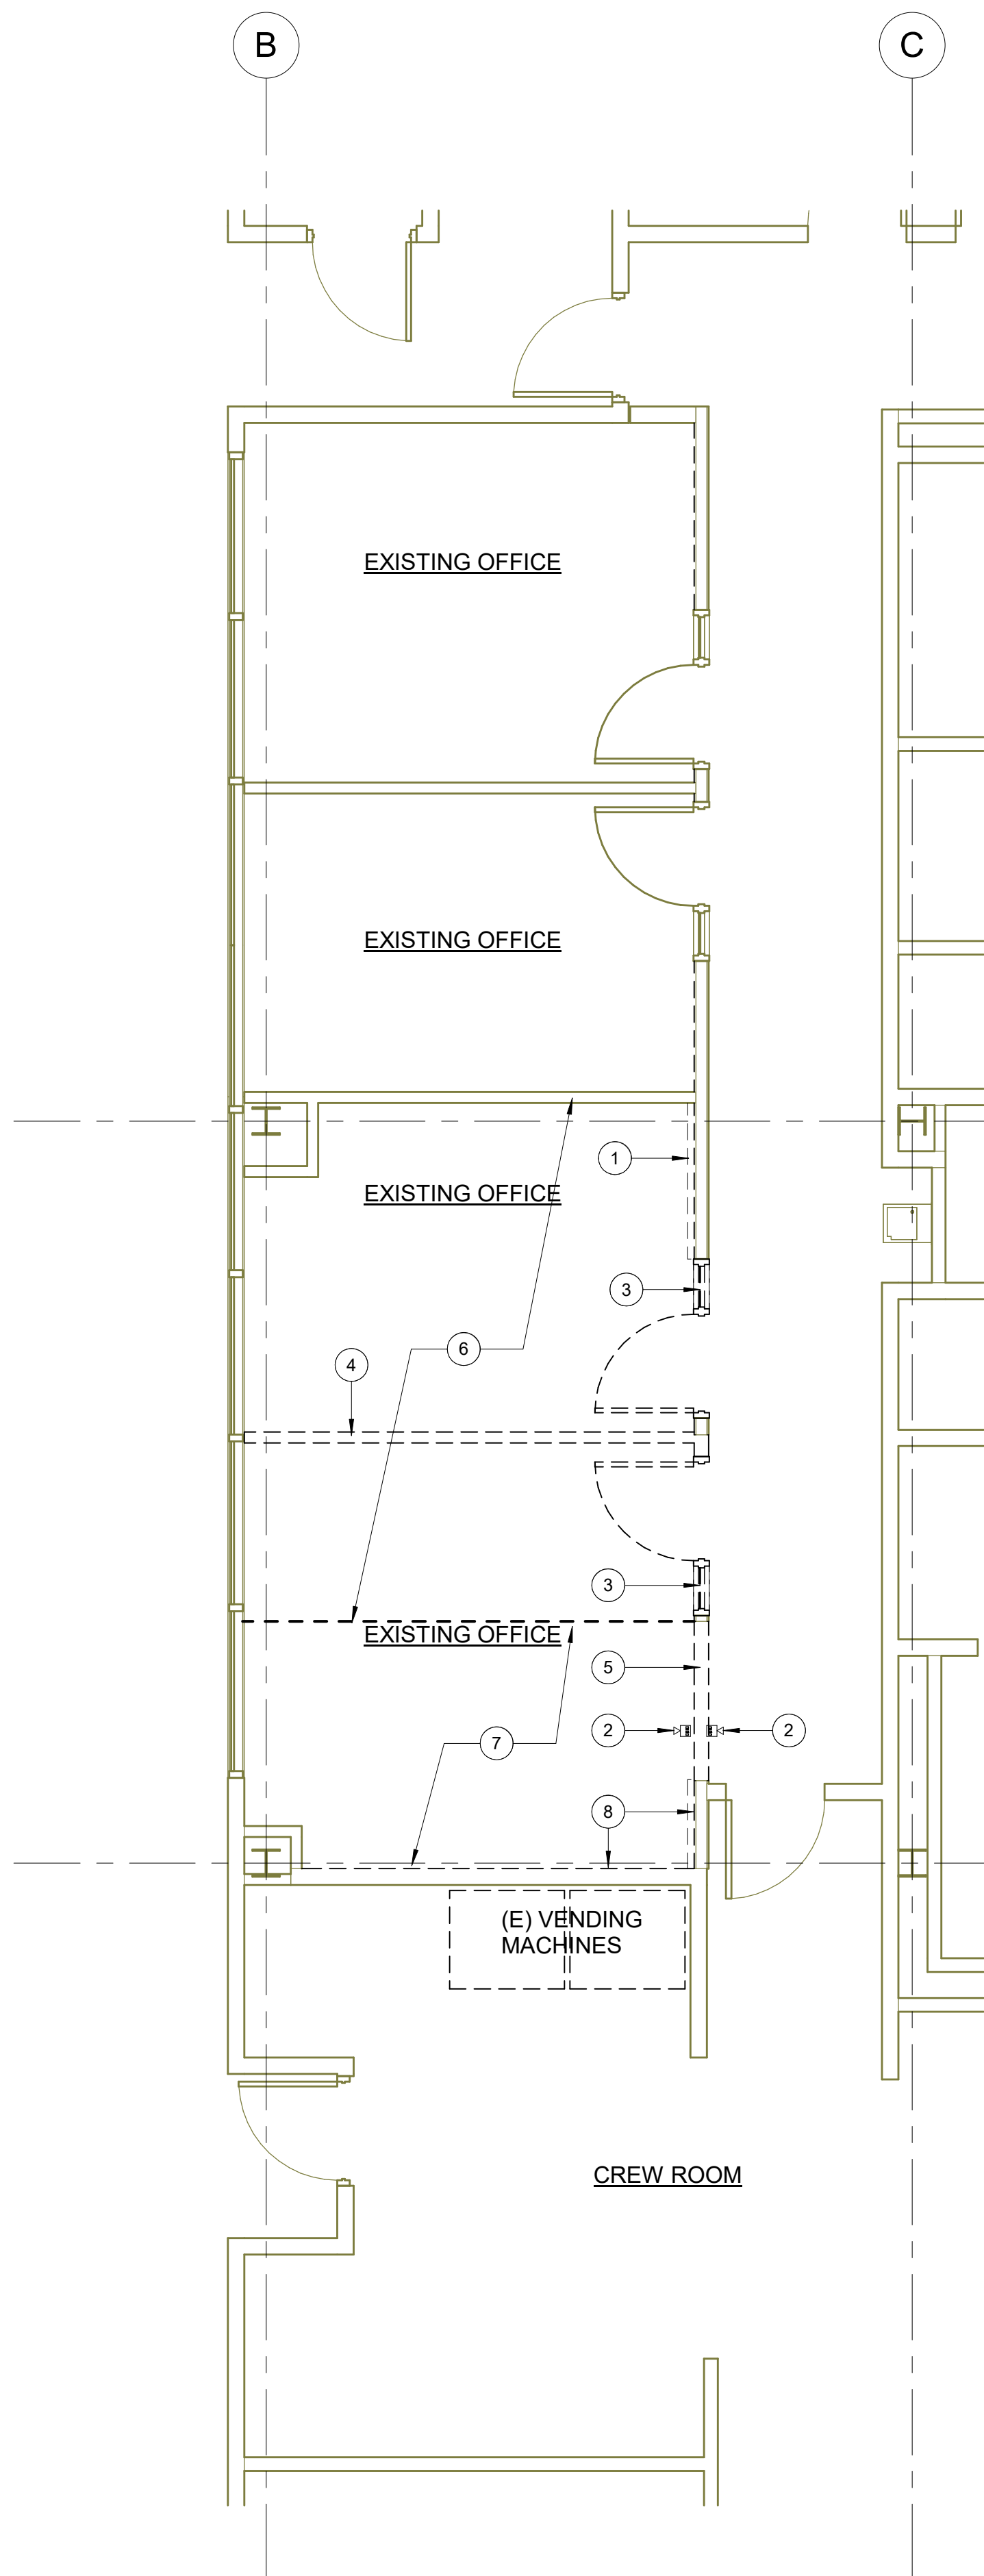 B
C
EXISTING OFFICE
EXISTING OFFICE
1
EXISTING OFFICE
3
6
4
3
EXISTING OFFICE
5
2
2
7
8
(E) VENDING
MACHINES
CREW ROOM